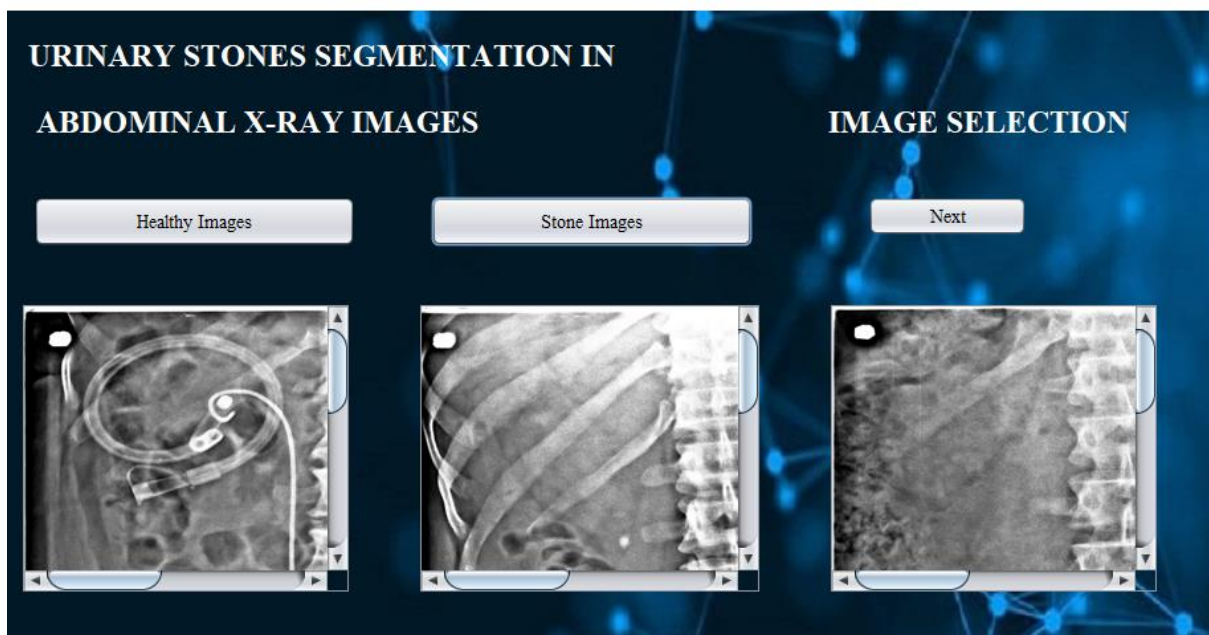 URINARY STONES SEGMENTATION IN
ABDOMINAL X-RAY IMAGES
IMAGE SELECTION
Healthy Images
Stone Images
Next